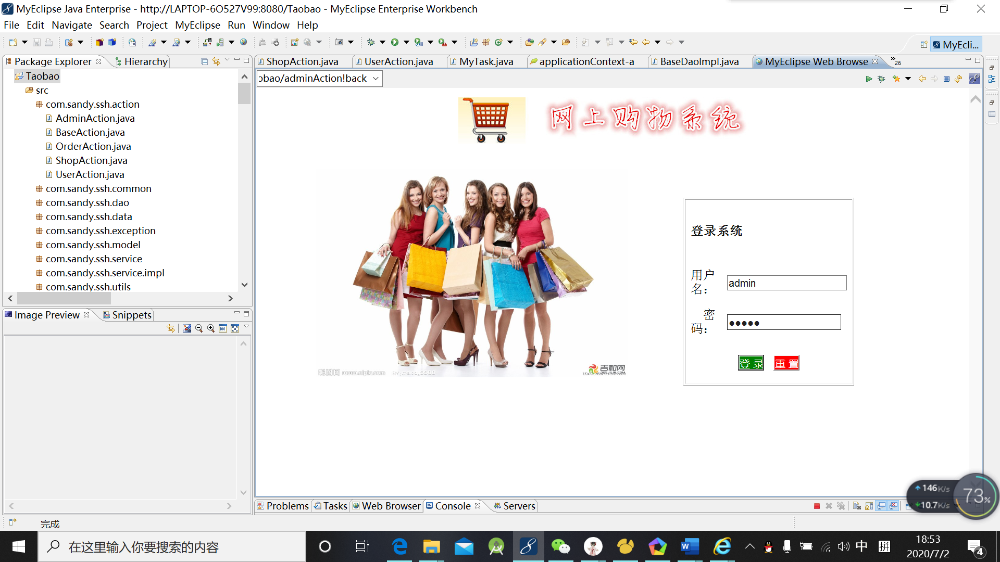 MyEclipse Java Enterprise - http://LAPTOP-6O527V99:8080/Taobao - MyEclipse Enterprise Workbench
File Edit Navigate Search Project MyEclipse Run Window Help
MyEcli...
Package Explorer
Hierarchy
ShopAction.java
UserAction.java
MyTask.java
applicationContext-a
BaseDaoImpl.java
MyEclipse Web Browse
»26
obao/adminAction!back
Taobao
src
com.sandy.ssh.action
AdminAction.java
BaseAction.java
OrderAction.java
ShopAction.java
UserAction.java
com.sandy.ssh.common
com.sandy.ssh.dao
com.sandy.ssh.data
com.sandy.ssh.exception
com.sandy.ssh.model
com.sandy.ssh.service
com.sandy.ssh.service.impl
com.sandy.ssh.utils
网上购物系统
登录系统
用户名：
admin
密码：
●●●●●
登 录
重 置
昵图网 www.nipic.com
吉和网
Image Preview
Snippets
Problems
Tasks
Web Browser
Console
Servers
146K/s
10.7K/s
73%
完成
在这里输入你要搜索的内容
中
拼
18:53
2020/7/2
4